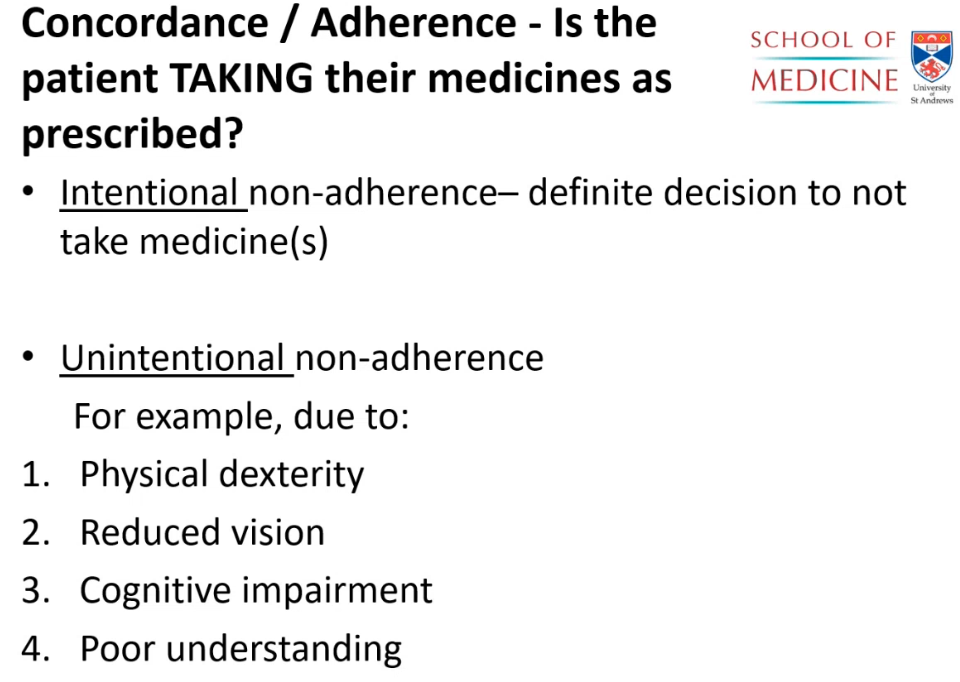 Concordance / Adherence - Is the
patient TAKING their medicines as
prescribed?
SCHOOL OF
MEDICINE
University
of
St Andrews
• Intentional non-adherence– definite decision to not
take medicine(s)
• Unintentional non-adherence
For example, due to:
1. Physical dexterity
2. Reduced vision
3. Cognitive impairment
4. Poor understanding